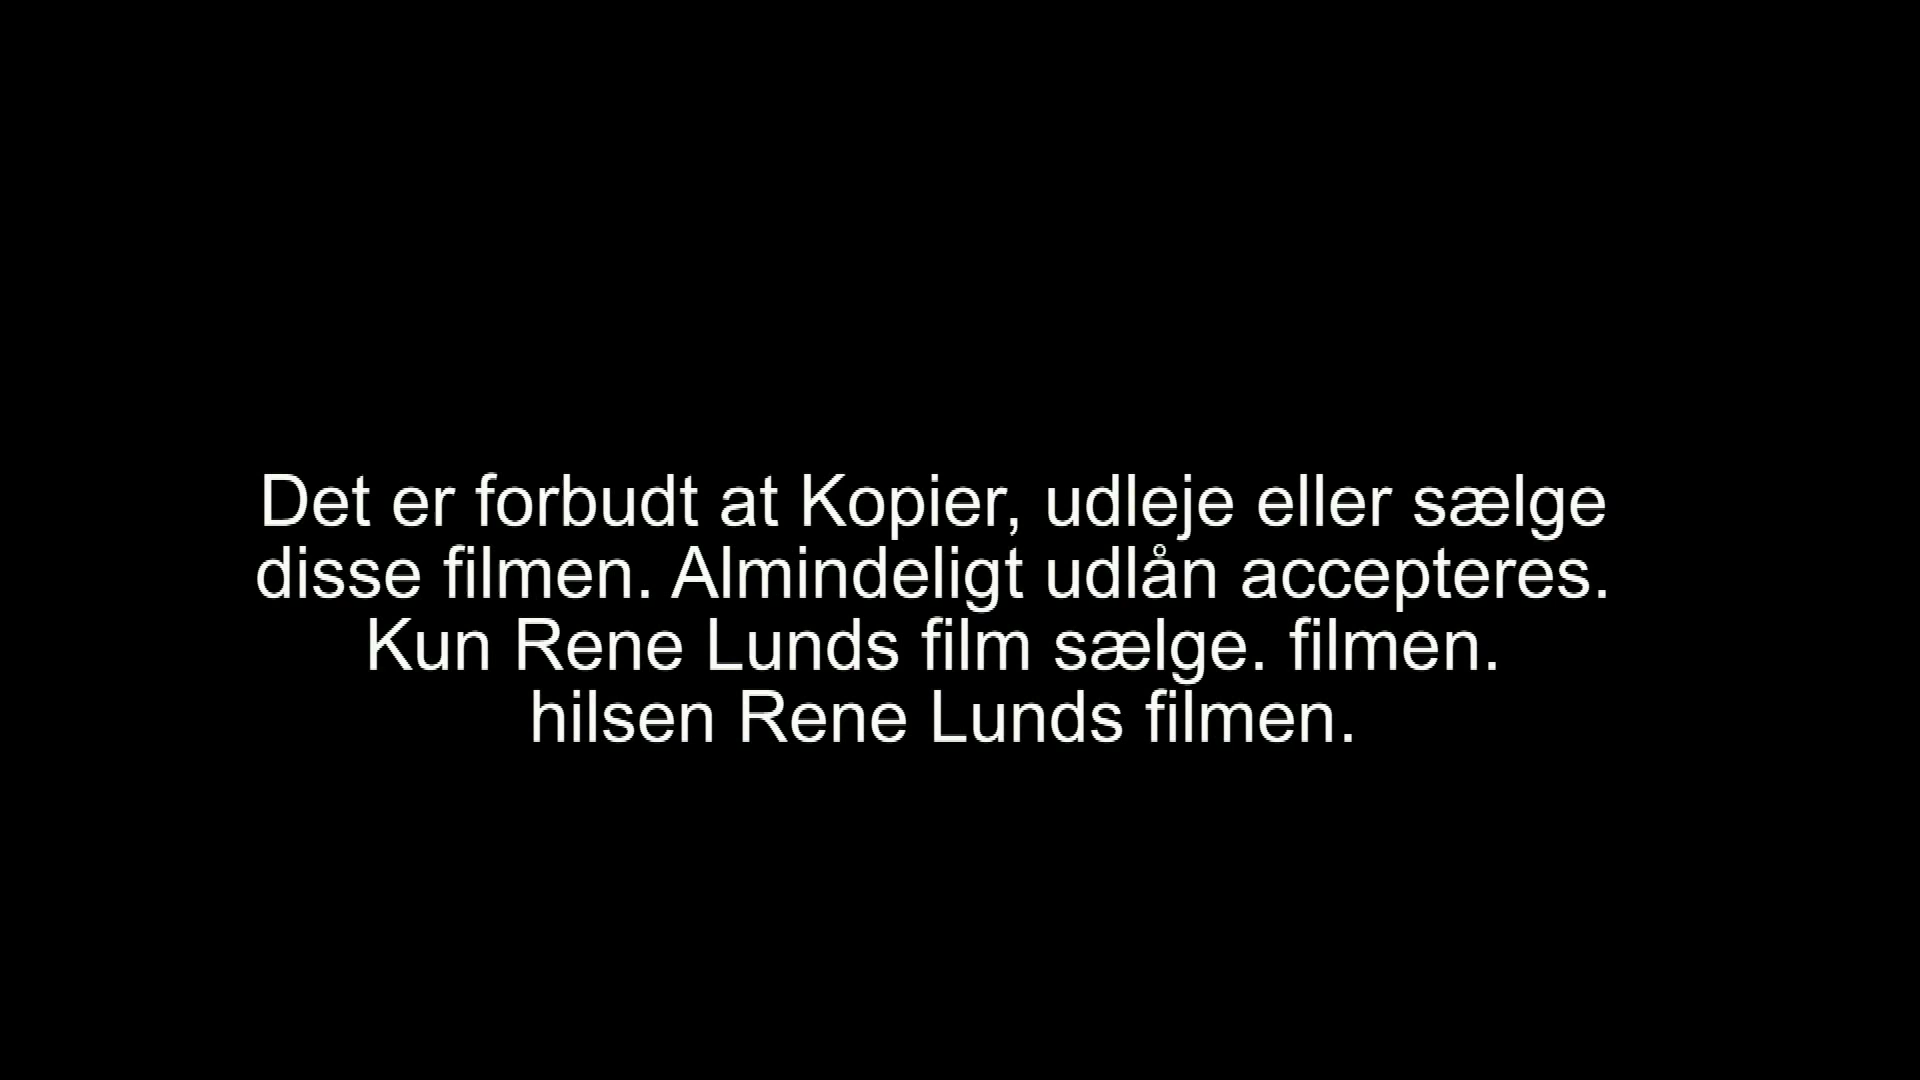 Det er forbudt at Kopier, udleje eller sælge
disse filmen. Almindeligt udlån accepteres.
Kun Rene Lunds film sælge. filmen.
hilsen Rene Lunds filmen.